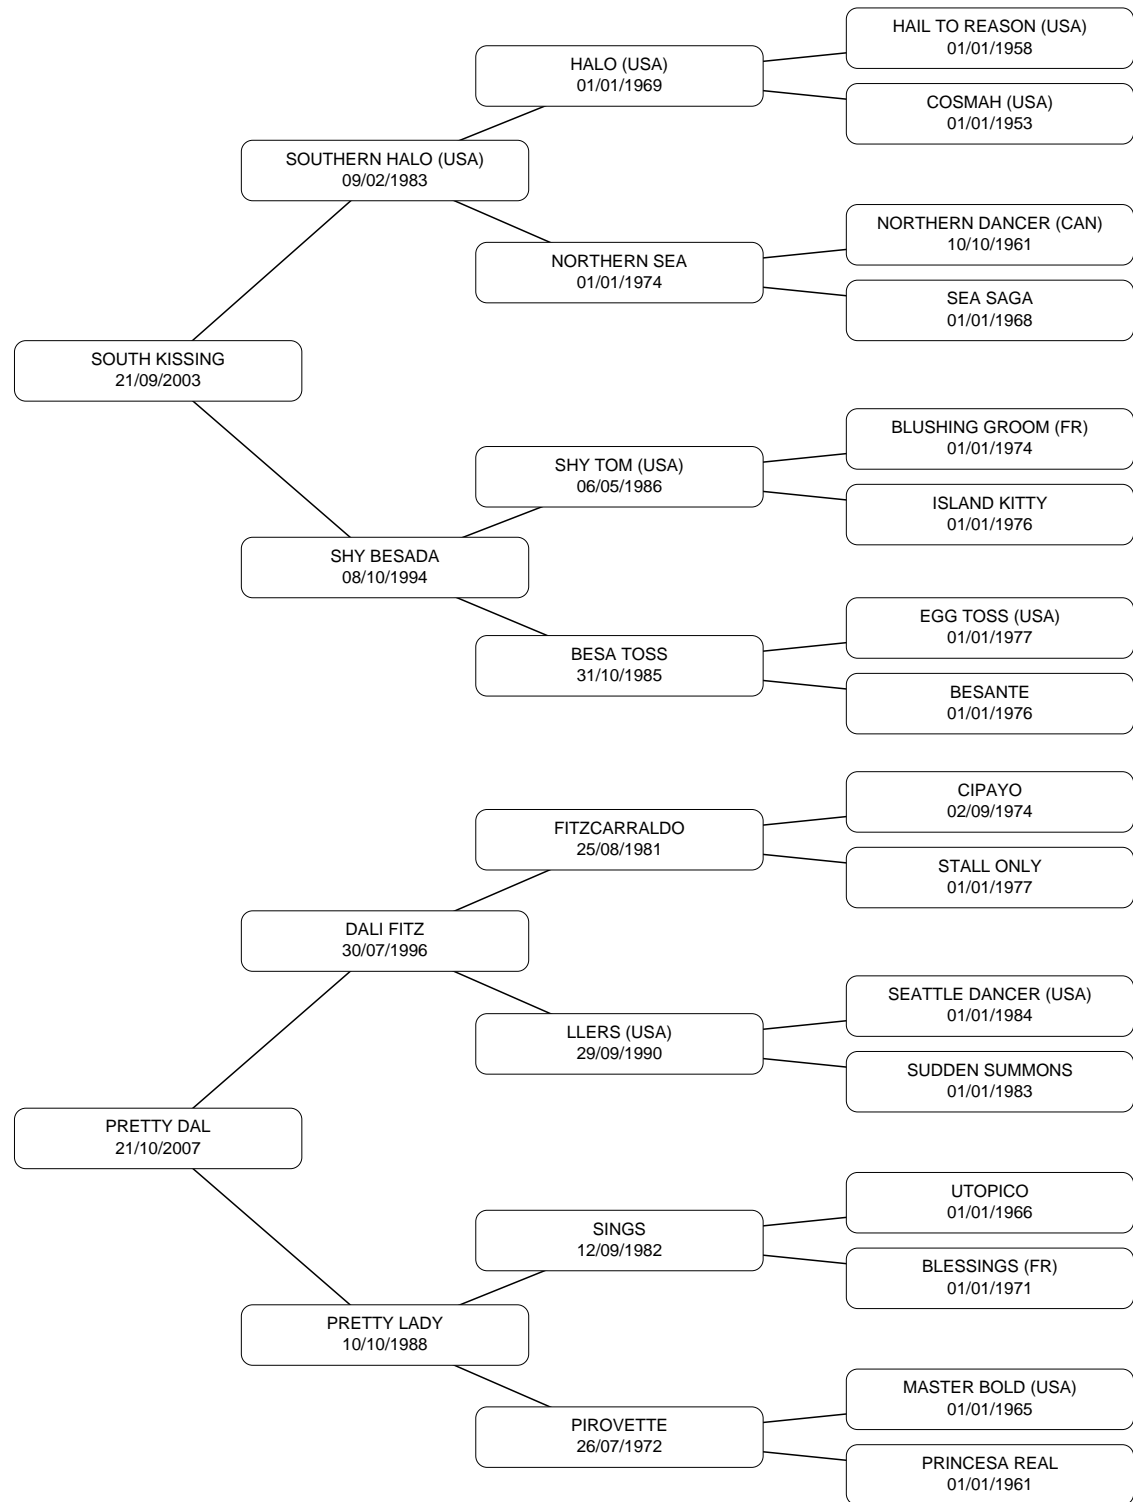 HAIL TO REASON (USA)
01/01/1958
HALO (USA)
01/01/1969
COSMAH (USA)
01/01/1953
SOUTHERN HALO (USA)
09/02/1983
NORTHERN DANCER (CAN)
10/10/1961
NORTHERN SEA
01/01/1974
SEA SAGA
01/01/1968
SOUTH KISSING
21/09/2003
BLUSHING GROOM (FR)
01/01/1974
SHY TOM (USA)
06/05/1986
ISLAND KITTY
01/01/1976
SHY BESADA
08/10/1994
EGG TOSS (USA)
01/01/1977
BESA TOSS
31/10/1985
BESANTE
01/01/1976
CIPAYO
02/09/1974
FITZCARRALDO
25/08/1981
STALL ONLY
01/01/1977
DALI FITZ
30/07/1996
SEATTLE DANCER (USA)
01/01/1984
LLERS (USA)
29/09/1990
SUDDEN SUMMONS
01/01/1983
PRETTY DAL
21/10/2007
UTOPICO
01/01/1966
SINGS
12/09/1982
BLESSINGS (FR)
01/01/1971
PRETTY LADY
10/10/1988
MASTER BOLD (USA)
01/01/1965
PIROVETTE
26/07/1972
PRINCESA REAL
01/01/1961